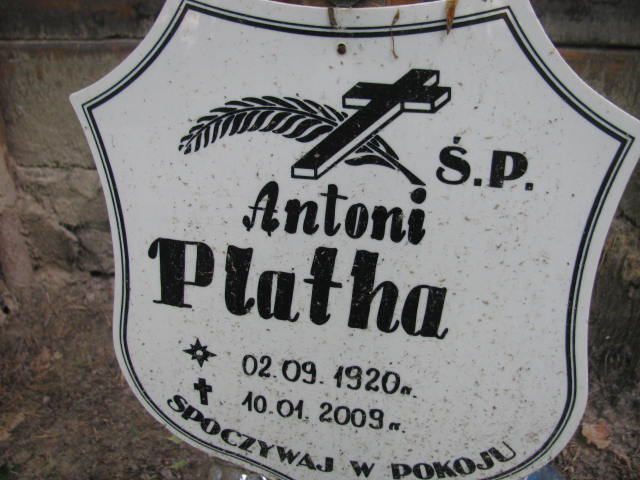 Ś.P.
Antoni
Platha
02.09.1920r.
10.01.2009r.
SPOCZYWAJ W POKOJU